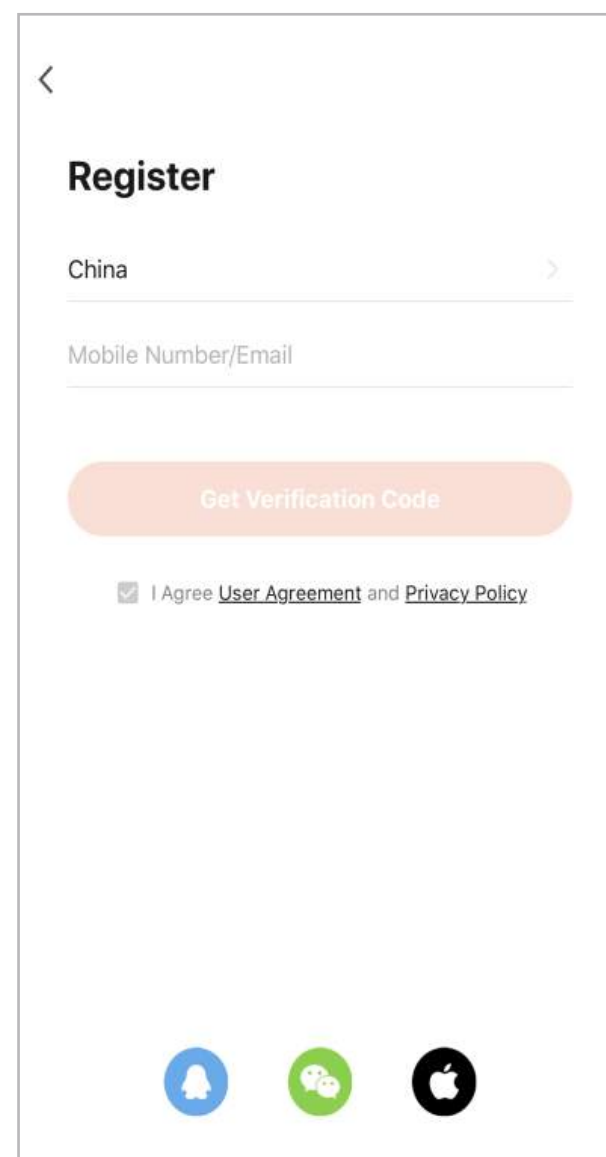 Register
China
Mobile Number/Email
Get Verification Code
I Agree User Agreement and Privacy Policy